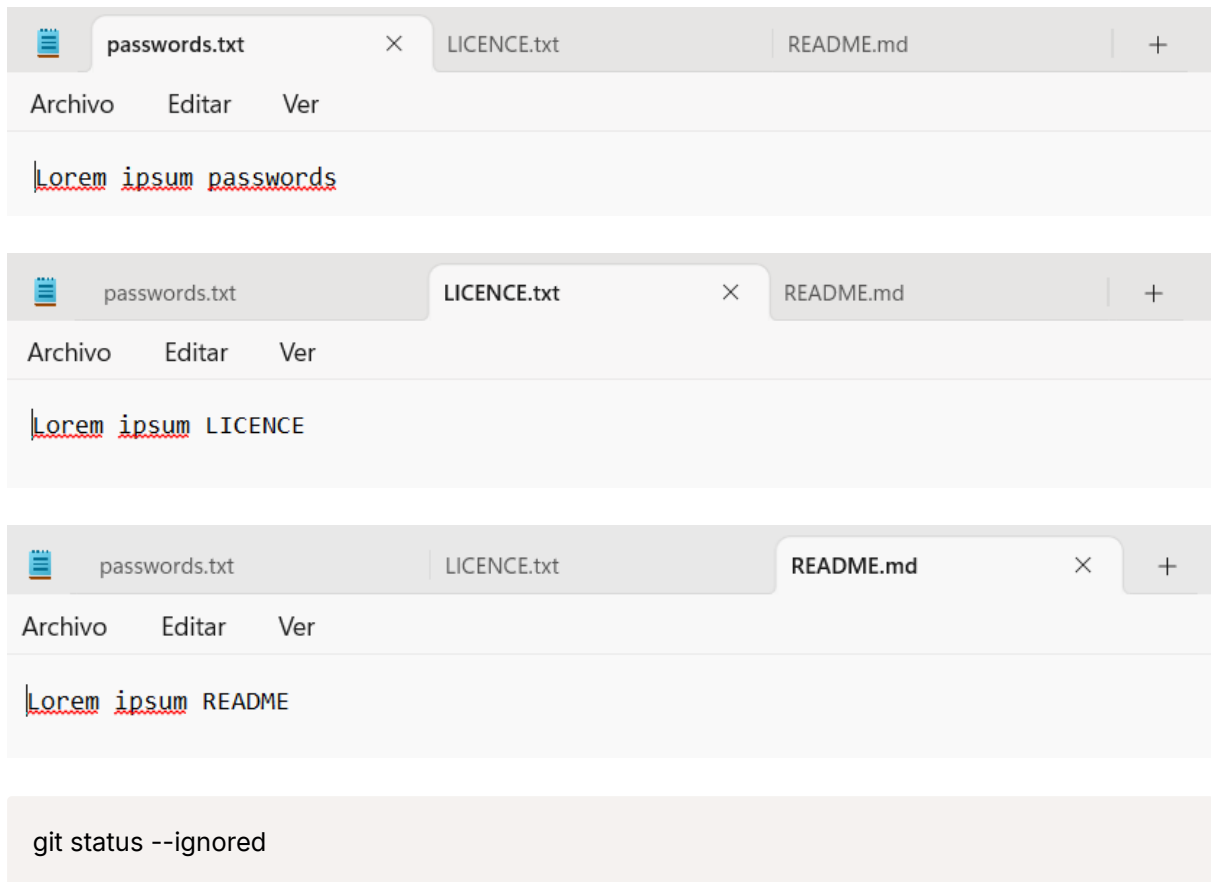 passwords.txt LICENCE.txt README.md
Archivo Editar Ver
Lorem ipsum passwords
passwords.txt LICENCE.txt README.md
Archivo Editar Ver
Lorem ipsum LICENCE
passwords.txt LICENCE.txt README.md
Archivo Editar Ver
Lorem ipsum README
git status --ignored